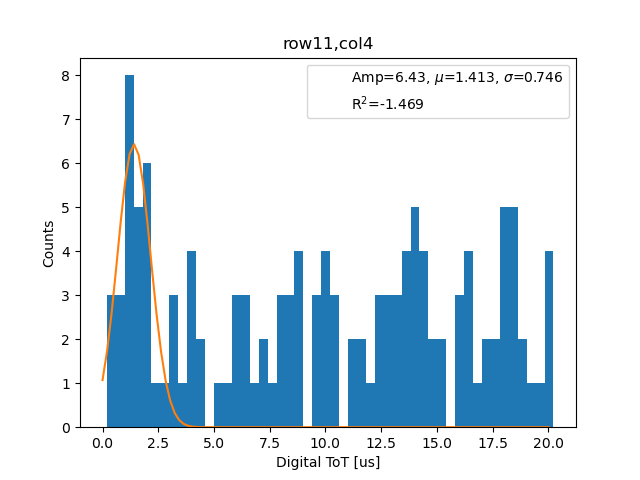 row11,col4
Amp=6.43, μ=1.413, σ=0.746
R²=-1.469
Counts
8
7
6
5
4
3
2
1
0
0.0 2.5 5.0 7.5 10.0 12.5 15.0 17.5 20.0
Digital ToT [us]